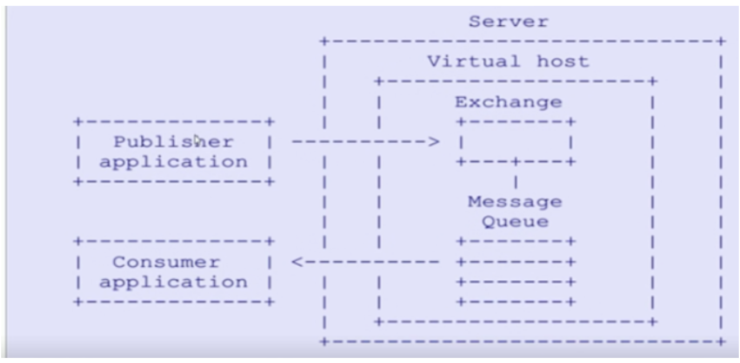 Server
Virtual host
Exchange
Publisher
application
Message
Queue
Consumer
application